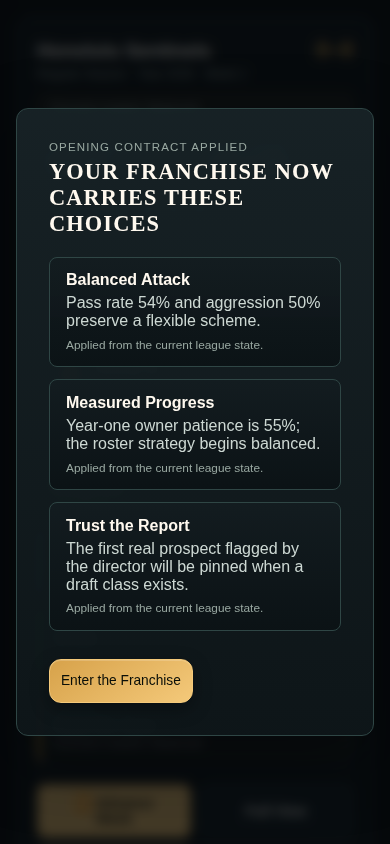 OPENING CONTRACT APPLIED
YOUR FRANCHISE NOW
CARRIES THESE
CHOICES
Balanced Attack
Pass rate 54% and aggression 50%
preserve a flexible scheme.
Applied from the current league state.
Measured Progress
Year-one owner patience is 55%;
the roster strategy begins balanced.
Applied from the current league state.
Trust the Report
The first real prospect flagged by
the director will be pinned when a
draft class exists.
Applied from the current league state.
Enter the Franchise